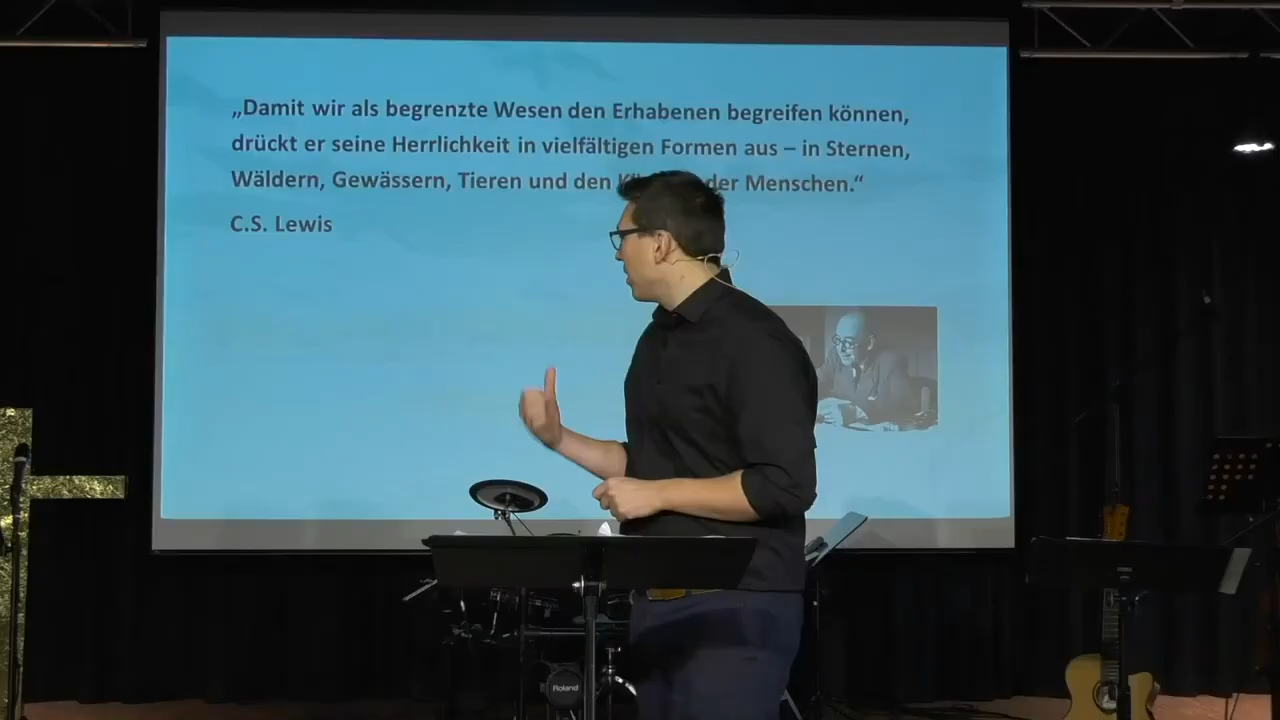 „Damit wir als begrenzte Wesen den Erhabenen begreifen können,
drückt er seine Herrlichkeit in vielfältigen Formen aus – in Sternen,
Wäldern, Gewässern, Tieren und den der Menschen.“
C.S. Lewis
Roland